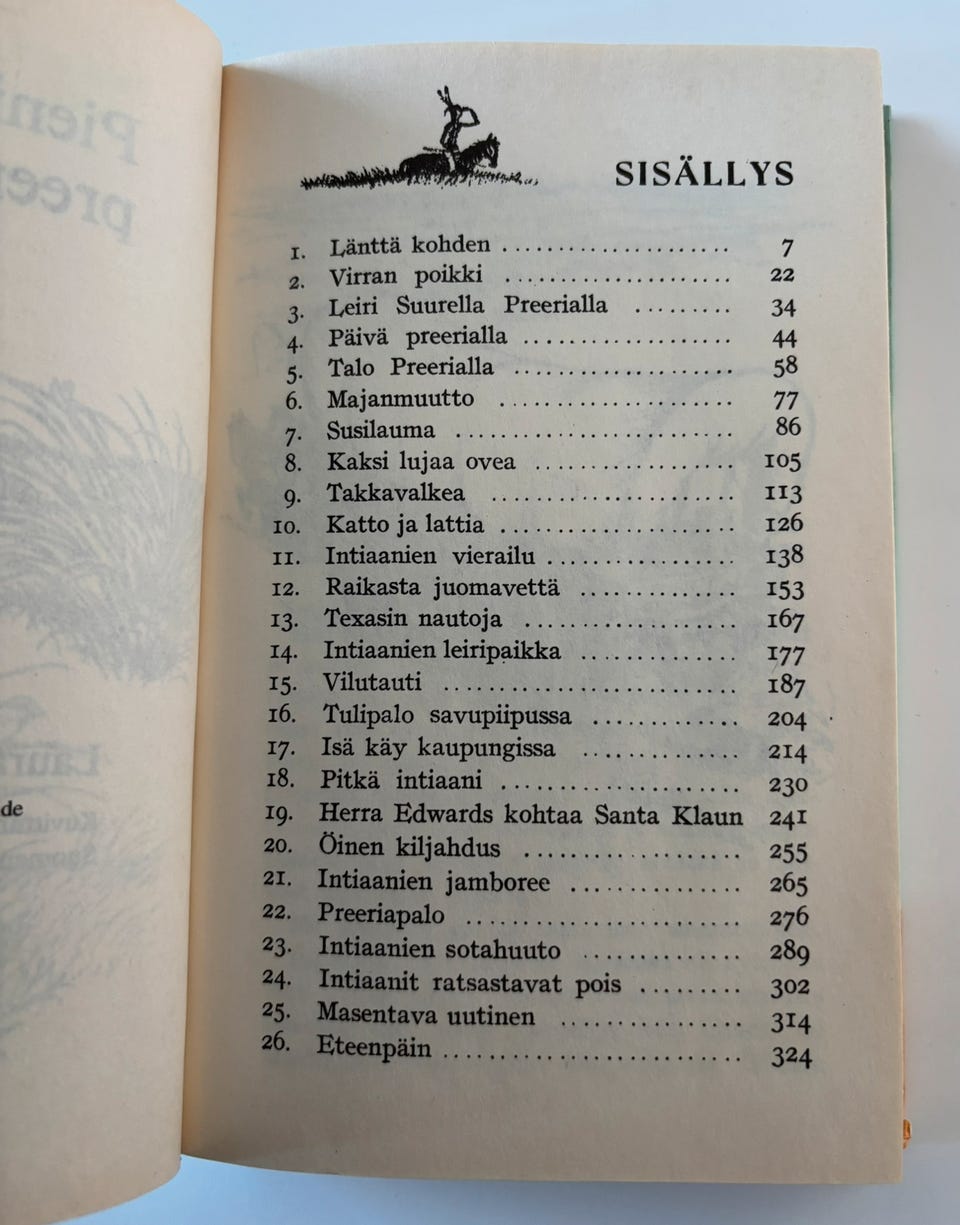 de
SISÄLLYS
1. Länttä kohden ..................... 7
2. Virran poikki .................... 22
3. Leiri Suurella Preerialla ......... 34
4. Päivä preerialla ................... 44
5. Talo Preerialla .................... 58
6. Majanmuutto ...................... 77
7. Susilauma ......................... 86
8. Kaksi lujaa ovea .................. 105
9. Takkavalkea ...................... 113
10. Katto ja lattia ...................... 126
11. Intiaanien vierailu ................. 138
12. Raikasta juomavettä .............. 153
13. Texasin nautoja ................... 167
14. Intiaanien leiripaikka .............. 177
15. Vilutauti .......................... 187
16. Tulipalo savupiipussa ............. 204
17. Isä käy kaupungissa .............. 214
18. Pitkä intiaani ..................... 230
19. Herra Edwards kohtaa Santa Klaun 241
20. Öinen kiljahdus ................... 255
21. Intiaanien jamboree ............... 265
22. Preeriapalo ........................ 276
23. Intiaanien sotahuuto .............. 289
24. Intiaanit ratsastavat pois ......... 302
25. Masentava uutinen ................ 314
26. Eteenpäin ........................... 324